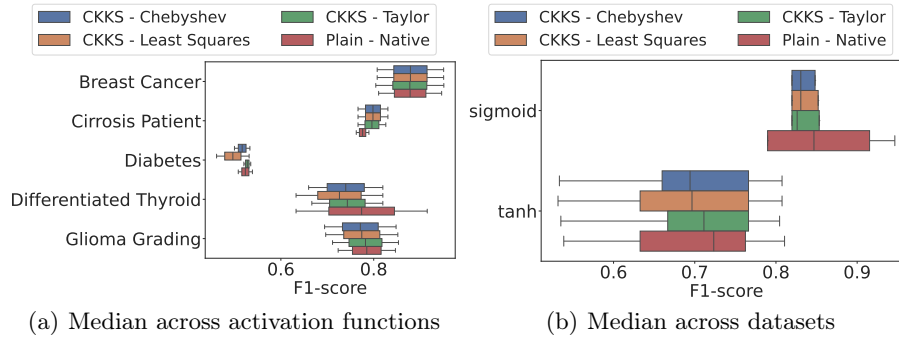 CKKS - Chebyshev CKKS - Taylor
CKKS - Least Squares Plain - Native
Breast Cancer
Cirrosis Patient
Diabetes
Differentiated Thyroid
Glioma Grading
0.6 0.8
F1-score
(a) Median across activation functions
CKKS - Chebyshev CKKS - Taylor
CKKS - Least Squares Plain - Native
sigmoid
tanh
0.6 0.7 0.8 0.9
F1-score
(b) Median across datasets